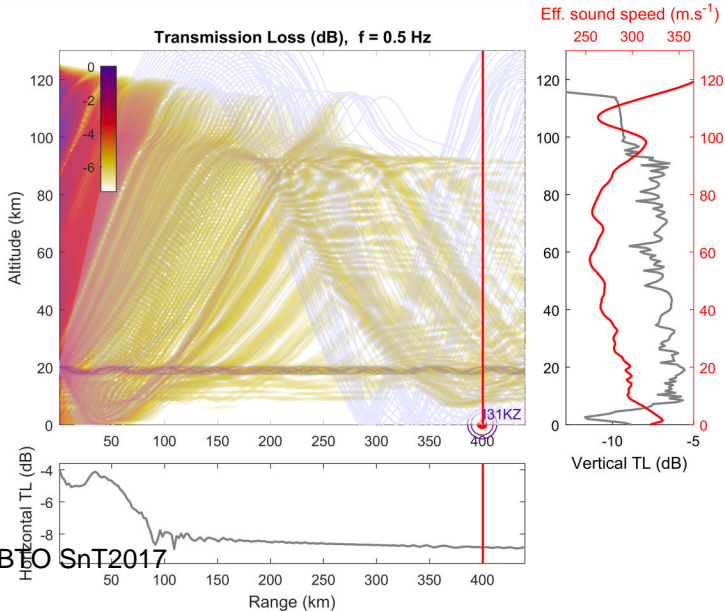 Eff. sound speed (m.s-1)
Transmission Loss (dB), f = 0.5 Hz
250 300 350
120
100
80
60
40
20
0
Altitude (km)
0
-2
-4
-6
I31KZ
50 100 150 200 250 300 350 400
120
100
80
60
40
20
0
120
100
80
60
40
20
0
-10 -5
Vertical TL (dB)
-4
-6
-8
Horizontal TL (dB)
BTO SnT2017
50 100 150 200 250 300 350 400
Range (km)